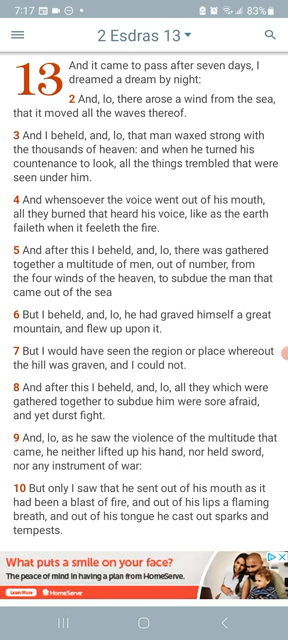 7:17 83%
2 Esdras 13
13 And it came to pass after seven days, I
dreamed a dream by night:
2 And, lo, there arose a wind from the sea,
that it moved all the waves thereof.
3 And I beheld, and, lo, that man waxed strong with
the thousands of heaven: and when he turned his
countenance to look, all the things trembled that were
seen under him.
4 And whensoever the voice went out of his mouth,
all they burned that heard his voice, like as the earth
faileth when it feeleth the fire.
5 And after this I beheld, and, lo, there was gathered
together a multitude of men, out of number, from
the four winds of the heaven, to subdue the man that
came out of the sea
6 But I beheld, and, lo, he had graved himself a great
mountain, and flew up upon it.
7 But I would have seen the region or place whereout
the hill was graven, and I could not.
8 And after this I beheld, and, lo, all they which were
gathered together to subdue him were sore afraid,
and yet durst fight.
9 And, lo, as he saw the violence of the multitude that
came, he neither lifted up his hand, nor held sword,
nor any instrument of war:
10 But only I saw that he sent out of his mouth as it
had been a blast of fire, and out of his lips a flaming
breath, and out of his tongue he cast out sparks and
tempests.
What puts a smile on your face?
The peace of mind in having a plan from HomeServe.
Learn More HomeServe